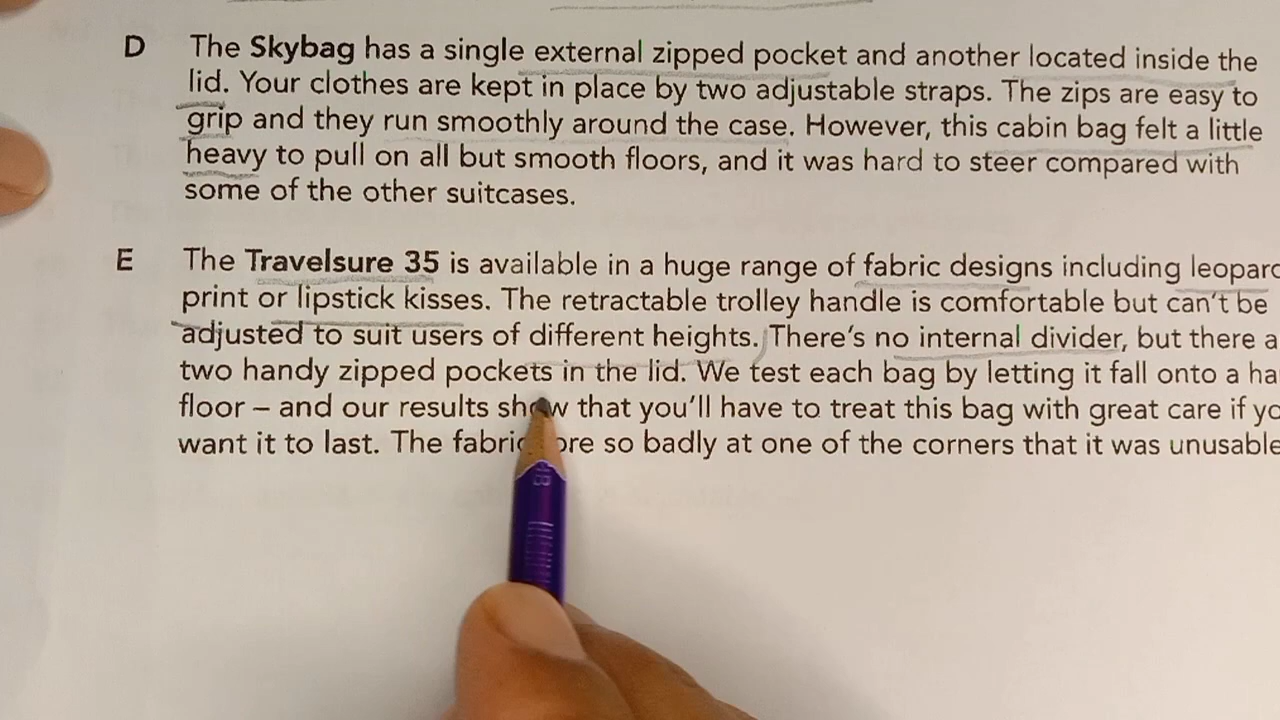 D The Skybag has a single external zipped pocket and another located inside the
lid. Your clothes are kept in place by two adjustable straps. The zips are easy to
grip and they run smoothly around the case. However, this cabin bag felt a little
heavy to pull on all but smooth floors, and it was hard to steer compared with
some of the other suitcases.
E The Travelsure 35 is available in a huge range of fabric designs including
print or lipstick kisses. The retractable trolley handle is comfortable but can't be
adjusted to suit users of different heights. There's no internal divider, but there
two handy zipped pockets in the lid. We test each bag by letting it fall onto a
floor – and our results show that you'll have to treat this bag with great care if
want it to last. The so badly at one of the corners that it was unusable